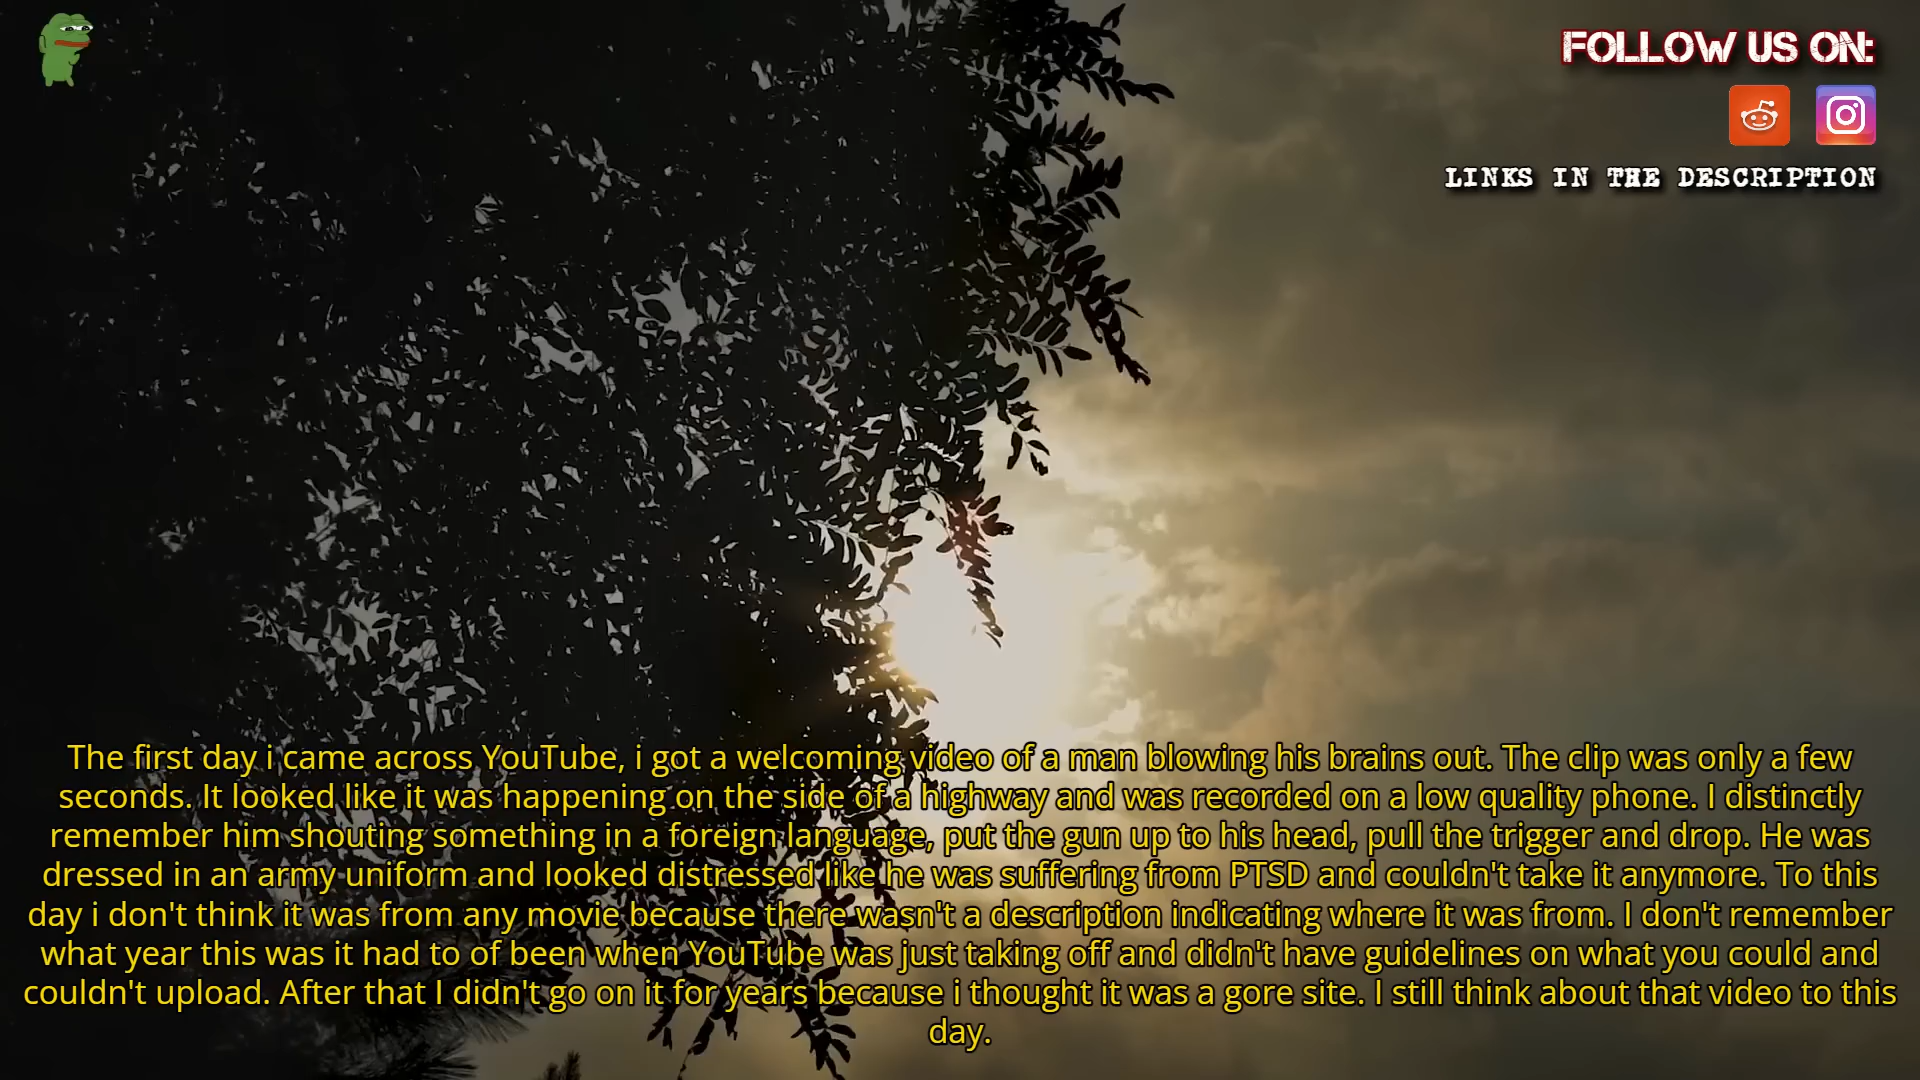 FOLLOW US ON:
LINKS IN THE DESCRIPTION
The first day i came across YouTube, i got a welcoming video of a man blowing his brains out. The clip was only a few
seconds. It looked like it was happening on the side of a highway and was recorded on a low quality phone. I distinctly
remember him shouting something in a foreign language, put the gun up to his head, pull the trigger and drop. He was
dressed in an army uniform and looked distressed like he was suffering from PTSD and couldn't take it anymore. To this
day i don't think it was from any movie because there wasn't a description indicating where it was from. I don't remember
what year this was it had to of been when YouTube was just taking off and didn't have guidelines on what you could and
couldn't upload. After that I didn't go on it for years because i thought it was a gore site. I still think about that video to this
day.